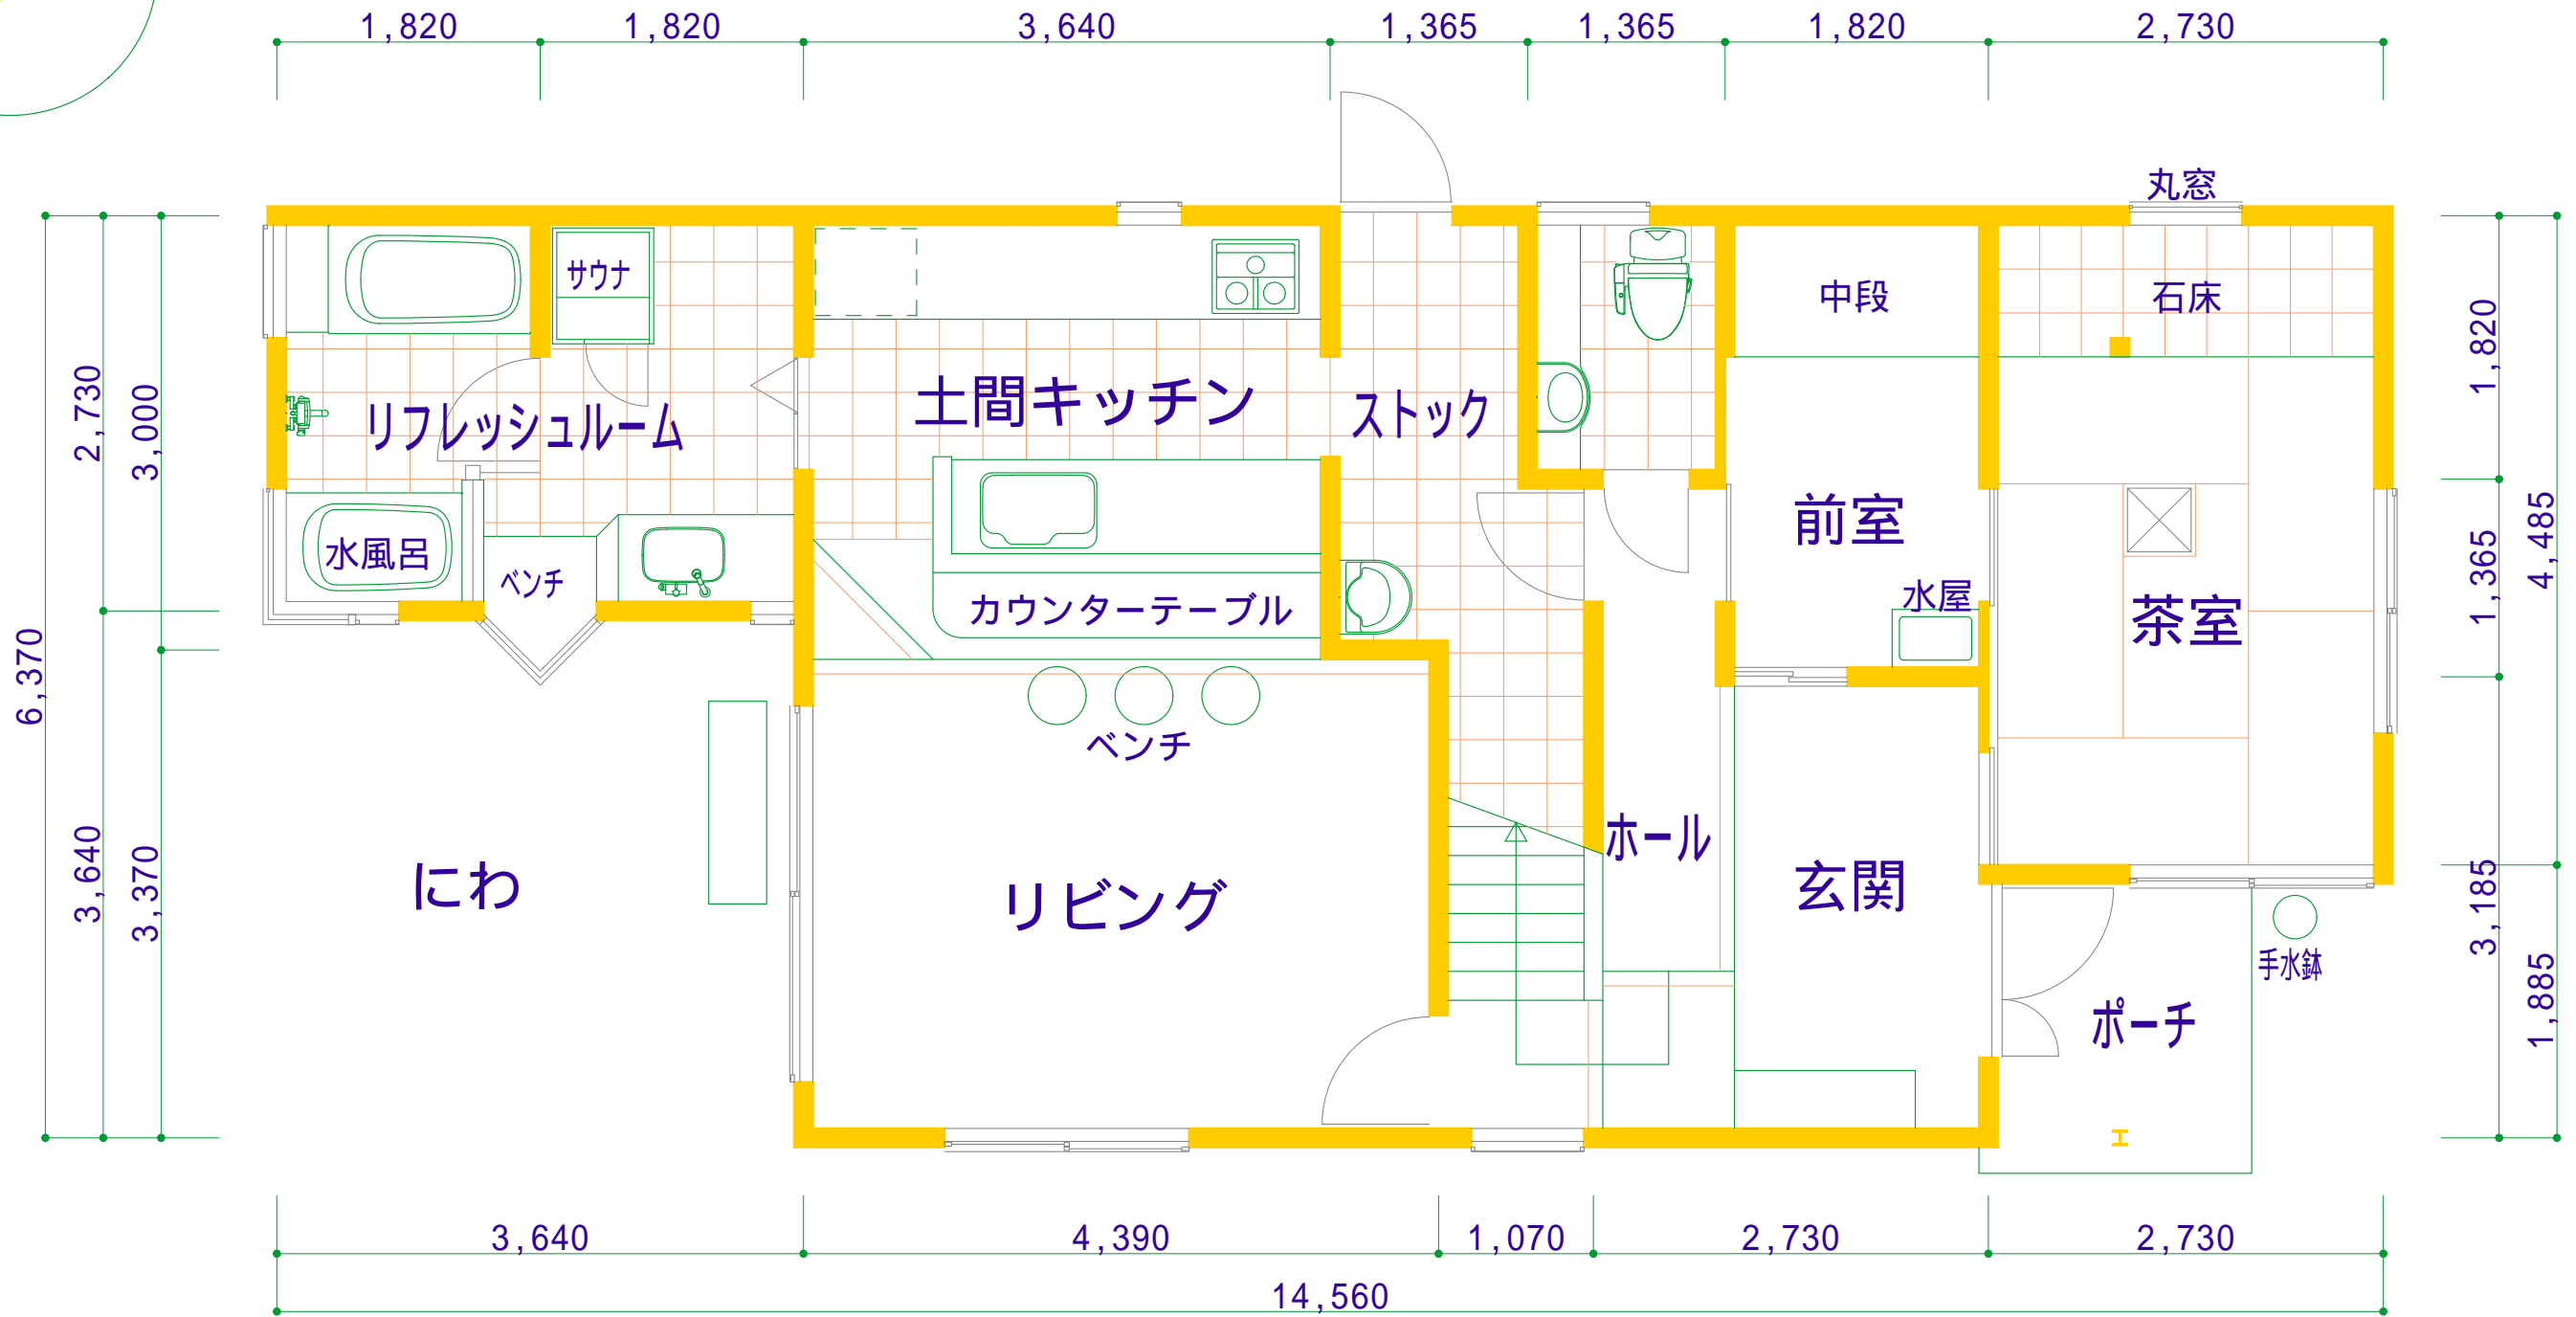 1,820
1,820
3,640
1,365
1,365
1,820
2,730
丸窓
サウナ
中段
石床
リフレッシュルーム
土間キッチン
ストック
2,730
3,000
1,820
水風呂
ベンチ
カウンターテーブル
前室
水屋
茶室
1,365
4,485
6,370
ベンチ
にわ
リビング
ホール
玄関
3,640
3,370
3,185
手水鉢
ポーチ
1,885
3,640
4,390
1,070
2,730
2,730
14,560